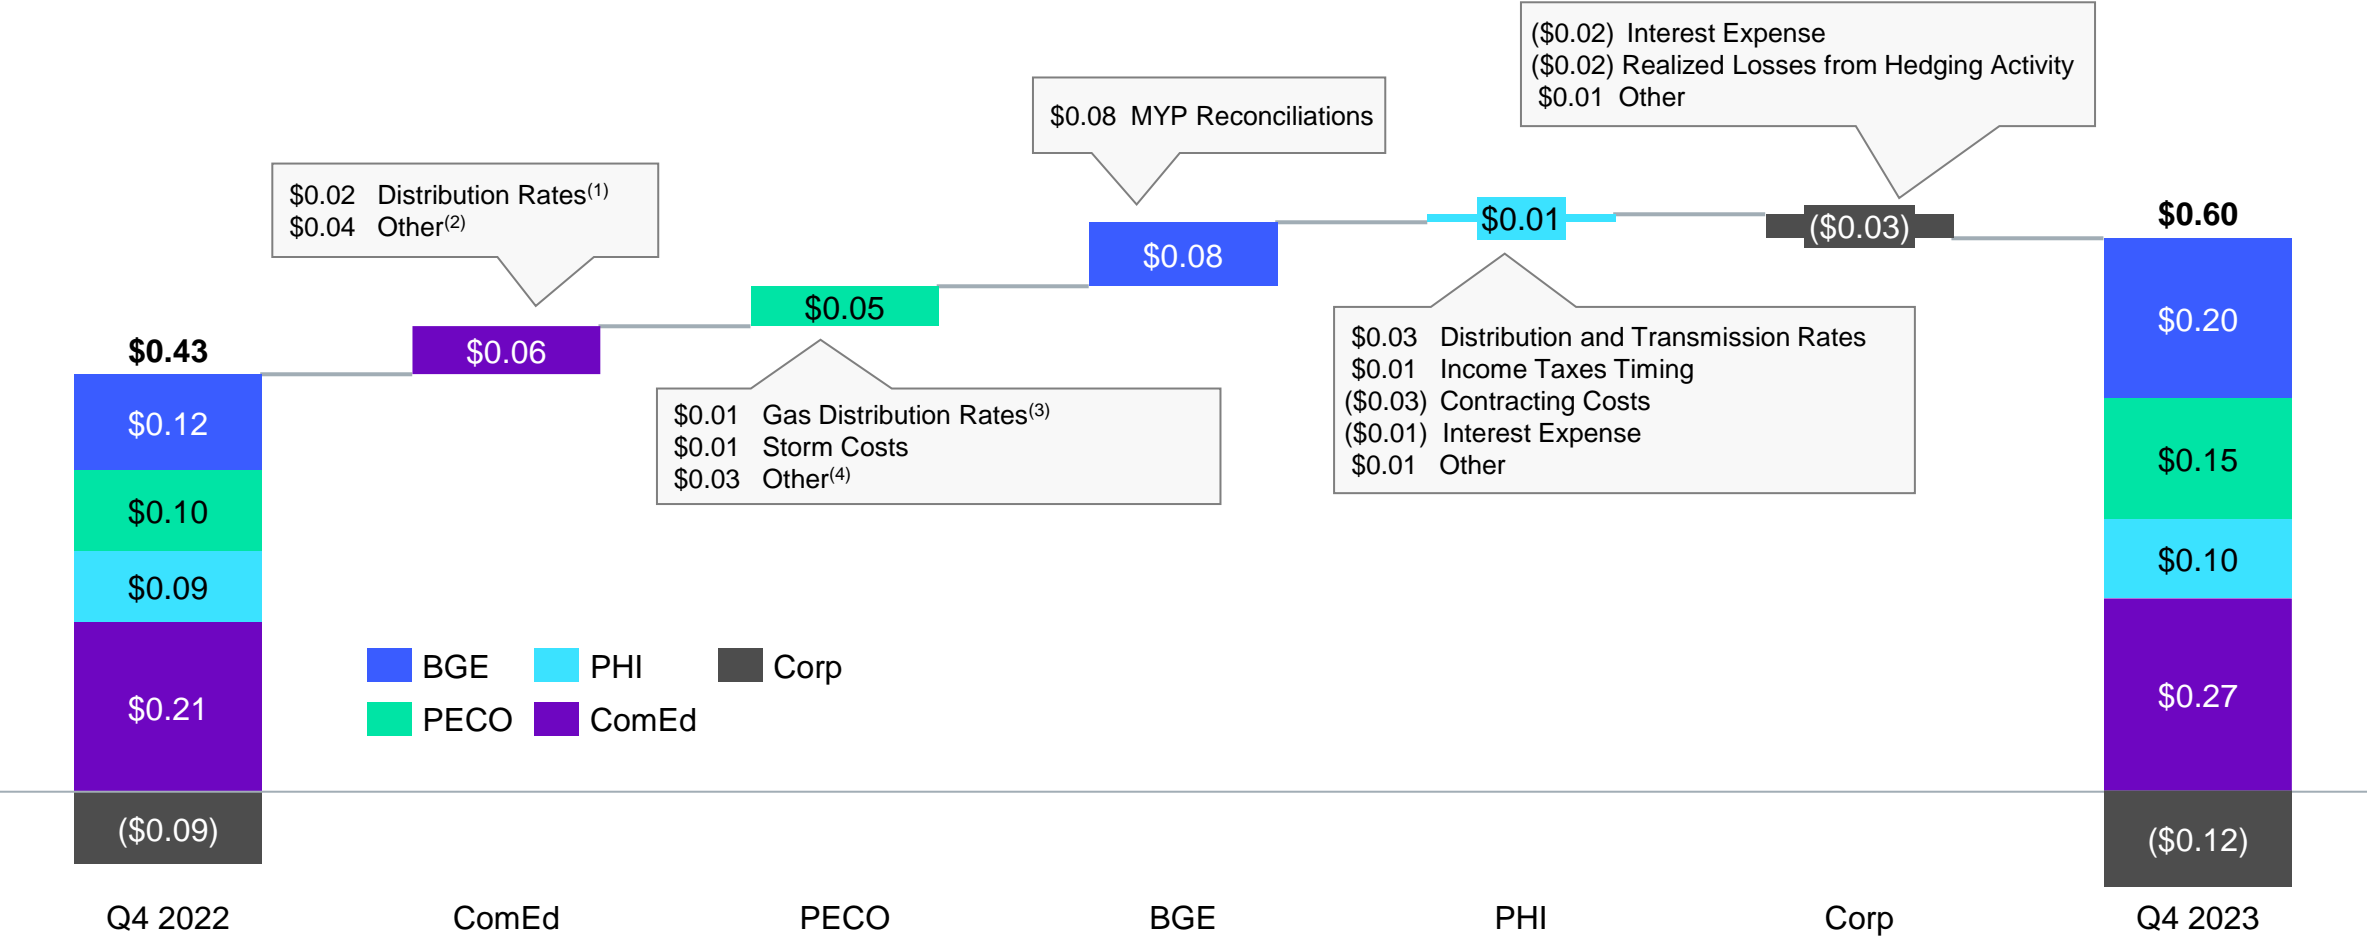 ($0.02) Interest Expense
($0.02) Realized Losses from Hedging Activity
$0.01 Other
$0.08 MYP Reconciliations
$0.02 Distribution Rates(1)
$0.04 Other(2)
$0.43
$0.06
$0.05
$0.08
$0.01
($0.03)
$0.60
$0.01 Gas Distribution Rates(3)
$0.01 Storm Costs
$0.03 Other(4)
$0.03 Distribution and Transmission Rates
$0.01 Income Taxes Timing
($0.03) Contracting Costs
($0.01) Interest Expense
$0.01 Other
$0.12
$0.10
$0.09
$0.21
($0.09)
$0.20
$0.15
$0.10
$0.27
($0.12)
BGE PHI Corp
PECO ComEd
Q4 2022 ComEd PECO BGE PHI Corp Q4 2023